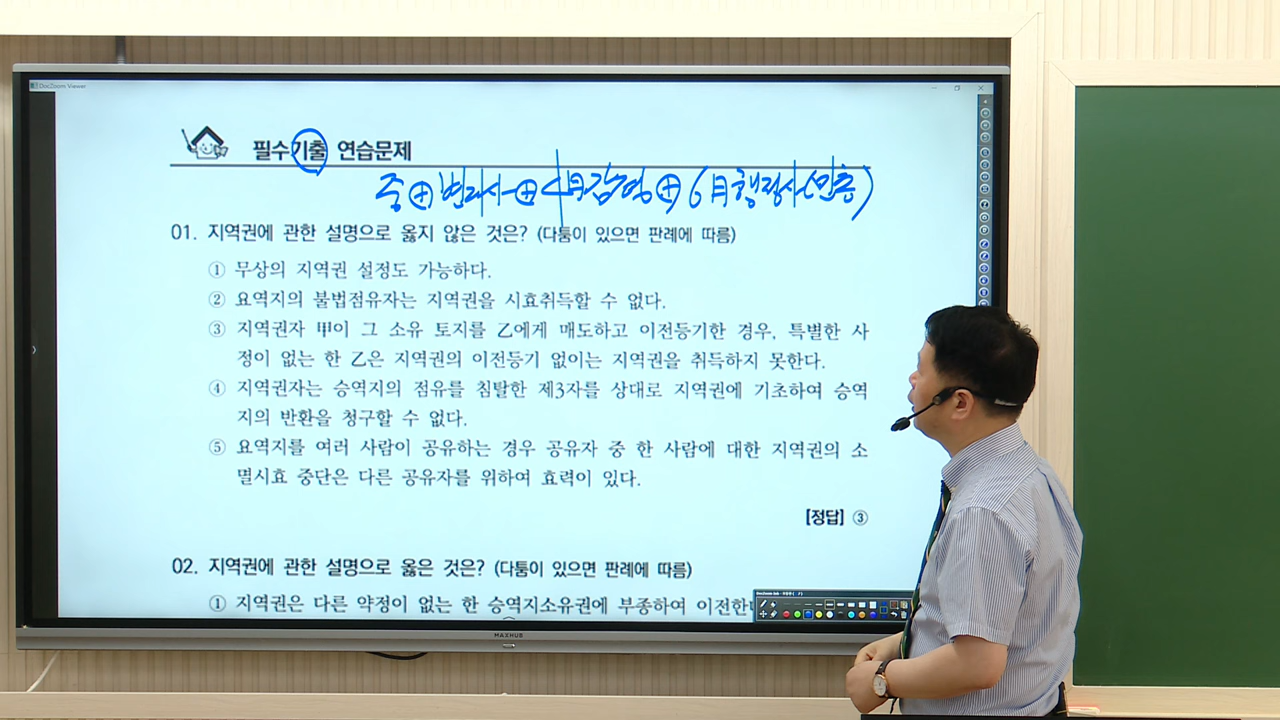 DocZoom Viewer
필수기출 연습문제
중 ⊕ 변리사 ⊕ 4月감평 ⊕ 6月행정사(민총)
01. 지역권에 관한 설명으로 옳지 않은 것은? (다툼이 있으면 판례에 따름)
① 무상의 지역권 설정도 가능하다.
② 요역지의 불법점유자는 지역권을 시효취득할 수 없다.
③ 지역권자 甲이 그 소유 토지를 乙에게 매도하고 이전등기한 경우, 특별한 사
정이 없는 한 乙은 지역권의 이전등기 없이는 지역권을 취득하지 못한다.
④ 지역권자는 승역지의 점유를 침탈한 제3자를 상대로 지역권에 기초하여 승역
지의 반환을 청구할 수 없다.
⑤ 요역지를 여러 사람이 공유하는 경우 공유자 중 한 사람에 대한 지역권의 소
멸시효 중단은 다른 공유자를 위하여 효력이 있다.
[정답] ③
02. 지역권에 관한 설명으로 옳은 것은? (다툼이 있으면 판례에 따름)
① 지역권은 다른 약정이 없는 한 승역지소유권에 부종하여 이전한
MAXHUB